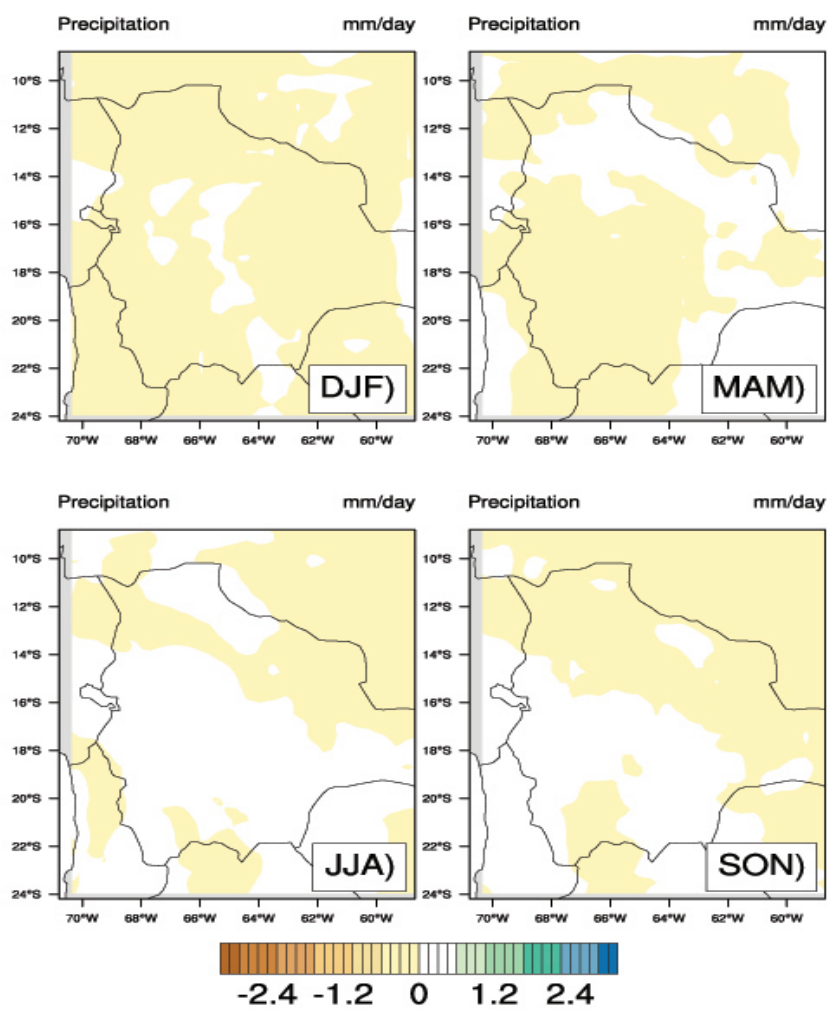 Precipitation mm/day Precipitation mm/day
10°S 10°S
12°S 12°S
14°S 14°S
16°S 16°S
18°S 18°S
20°S 20°S
22°S 22°S
DJF) MAM)
24°S 24°S
70°W 68°W 66°W 64°W 62°W 60°W 70°W 68°W 66°W 64°W 62°W 60°W
Precipitation mm/day Precipitation mm/day
10°S 10°S
12°S 12°S
14°S 14°S
16°S 16°S
18°S 18°S
20°S 20°S
22°S 22°S
JJA) SON)
24°S 24°S
70°W 68°W 66°W 64°W 62°W 60°W 70°W 68°W 66°W 64°W 62°W 60°W
-2.4 -1.2 0 1.2 2.4